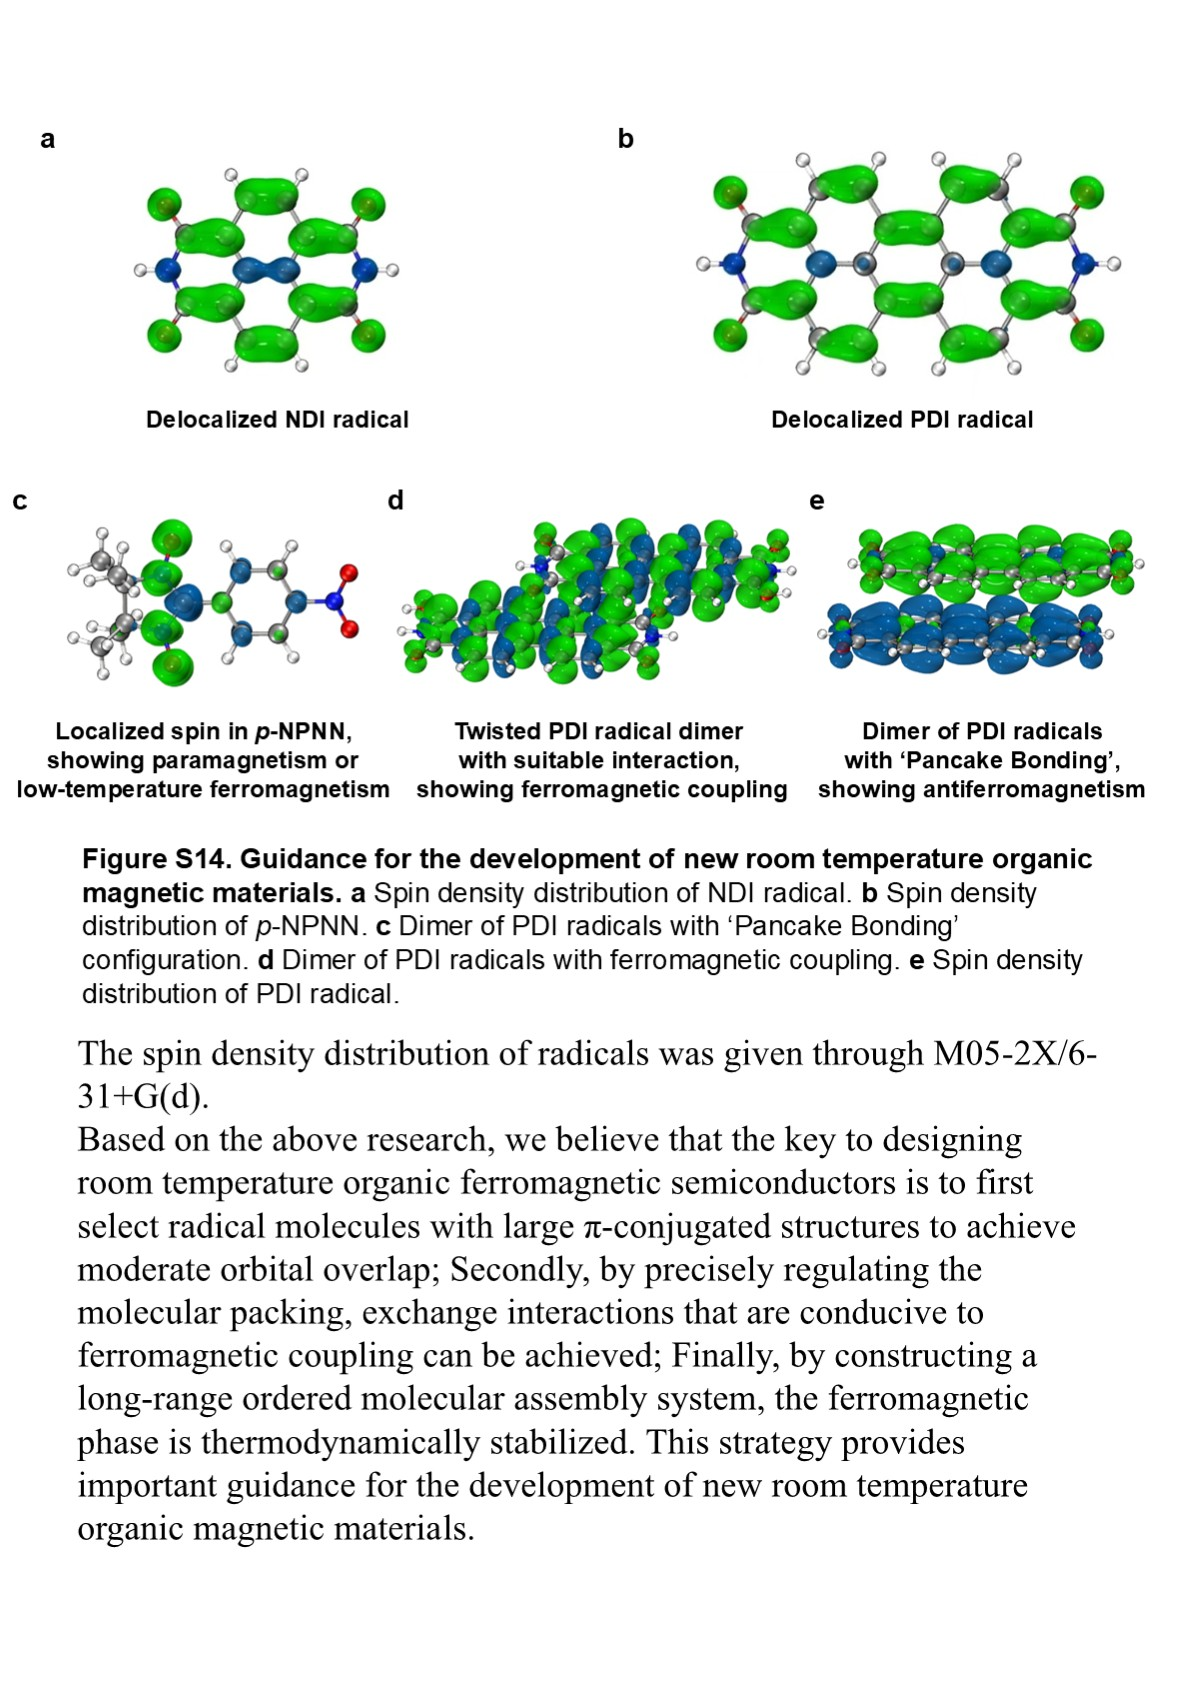 a
b
Delocalized NDI radical
Delocalized PDI radical
c
d
e
Localized spin in p-NPNN,
showing paramagnetism or
low-temperature ferromagnetism
Twisted PDI radical dimer
with suitable interaction,
showing ferromagnetic coupling
Dimer of PDI radicals
with ‘Pancake Bonding’,
showing antiferromagnetism
Figure S14. Guidance for the development of new room temperature organic
magnetic materials. a Spin density distribution of NDI radical. b Spin density
distribution of p-NPNN. c Dimer of PDI radicals with ‘Pancake Bonding’
configuration. d Dimer of PDI radicals with ferromagnetic coupling. e Spin density
distribution of PDI radical.
The spin density distribution of radicals was given through M05-2X/6-
31+G(d).
Based on the above research, we believe that the key to designing
room temperature organic ferromagnetic semiconductors is to first
select radical molecules with large π-conjugated structures to achieve
moderate orbital overlap; Secondly, by precisely regulating the
molecular packing, exchange interactions that are conducive to
ferromagnetic coupling can be achieved; Finally, by constructing a
long-range ordered molecular assembly system, the ferromagnetic
phase is thermodynamically stabilized. This strategy provides
important guidance for the development of new room temperature
organic magnetic materials.